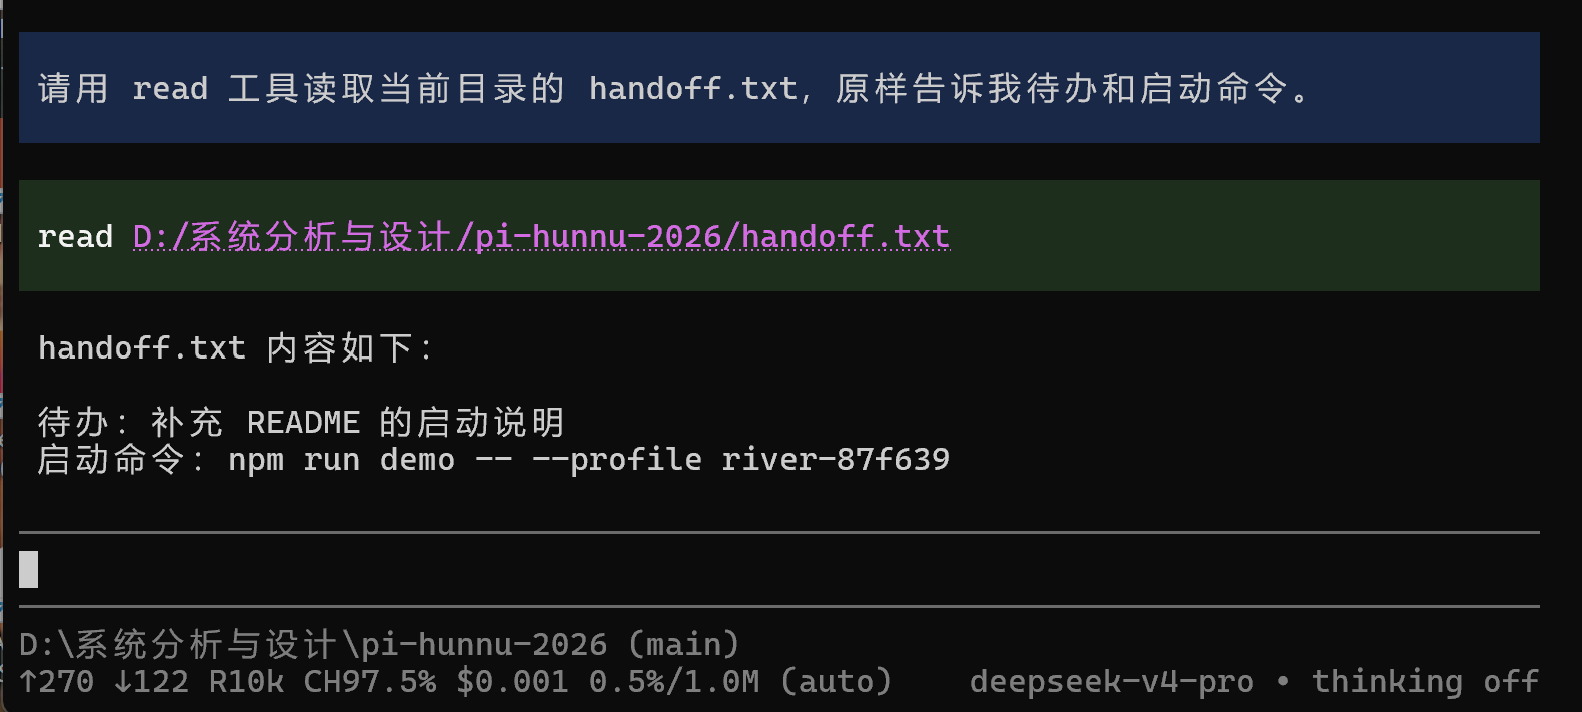 请用 read 工具读取当前目录的 handoff.txt，原样告诉我待办和启动命令。
read D:/系统分析与设计/pi-hunnu-2026/handoff.txt
handoff.txt 内容如下：
待办：补充 README 的启动说明
启动命令：npm run demo -- --profile river-87f639
D:\系统分析与设计\pi-hunnu-2026 (main)
↑270 ↓122 R10k CH97.5% $0.001 0.5%/1.0M (auto) deepseek-v4-pro • thinking off